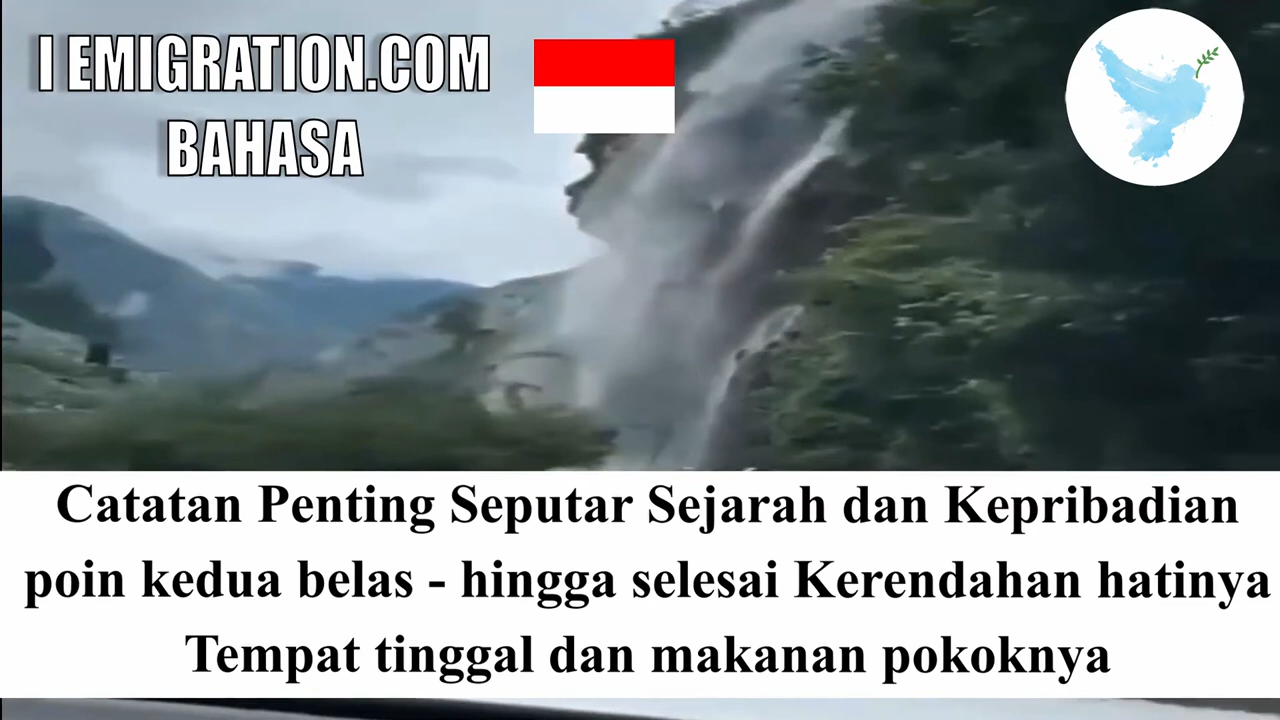 I EMIGRATION.COM
BAHASA
Catatan Penting Seputar Sejarah dan Kepribadian
poin kedua belas - hingga selesai Kerendahan hatinya
Tempat tinggal dan makanan pokoknya